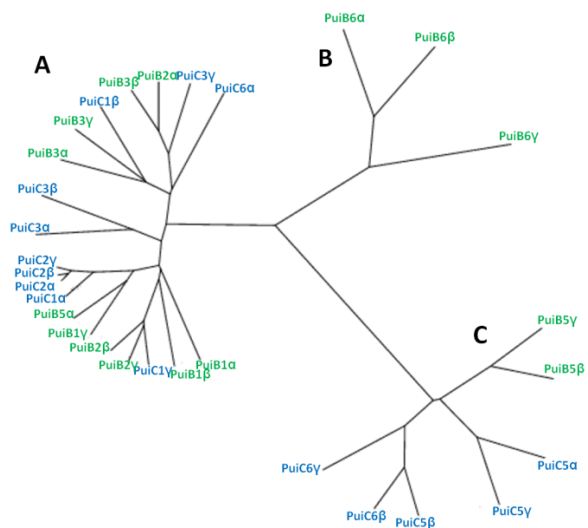 PuiB6α
PuiB6β
B
A
PuiB3β
PuiB2α
PuiC3γ
PuiC6α
PuiC1β
PuiB3γ
PuiB6γ
PuiB3α
PuiC3β
PuiC3α
PuiC2γ
PuiC2β
PuiC2α
PuiC1α
PuiB5α
PuiB1γ
PuiB2β
PuiB2γ
PuiC1γ
PuiB1β
PuiB1α
C
PuiB5γ
PuiB5β
PuiC6γ
PuiC5α
PuiC6β
PuiC5β
PuiC5γ